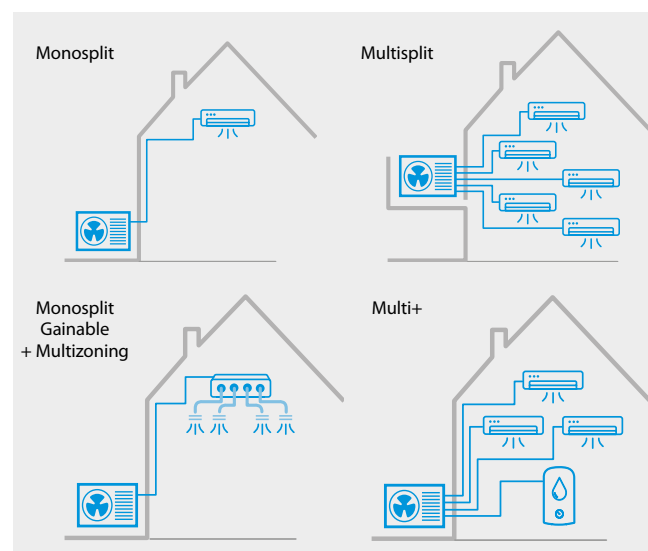 Monosplit
Multisplit
Monosplit
Gainable
+ Multizoning
Multi+